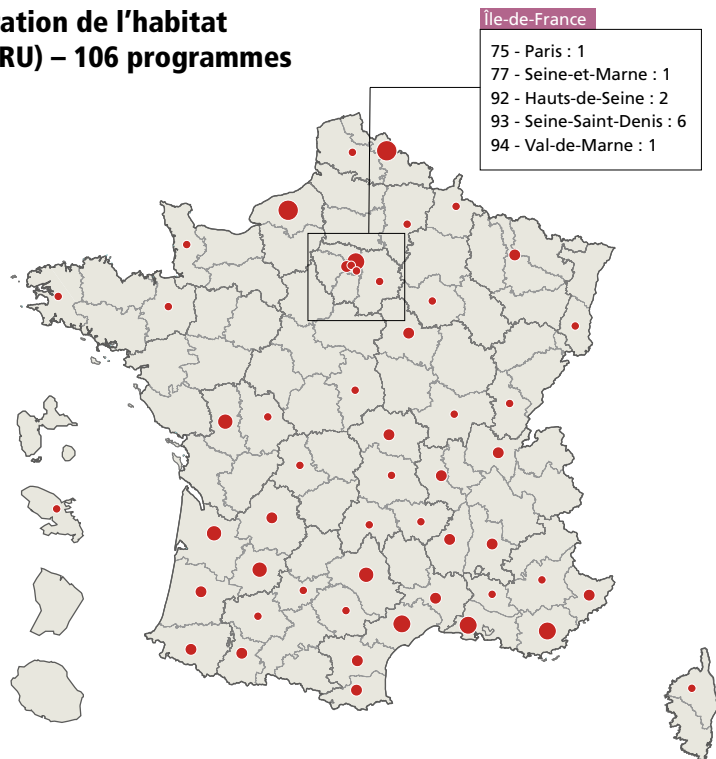 ation de l'habitat
RU) – 106 programmes
Île-de-France
75 - Paris : 1
77 - Seine-et-Marne : 1
92 - Hauts-de-Seine : 2
93 - Seine-Saint-Denis : 6
94 - Val-de-Marne : 1